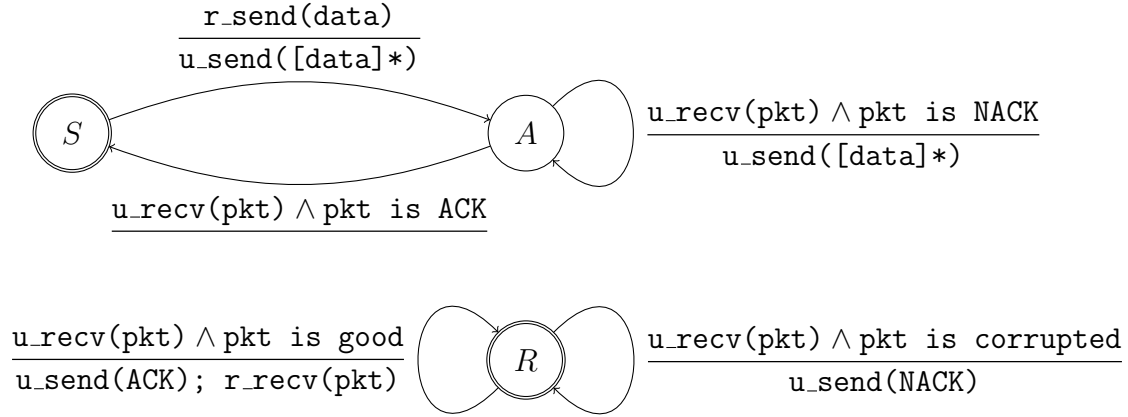 r_send(data)
u_send([data]*)
S
A
u_recv(pkt) ∧ pkt is NACK
u_send([data]*)
u_recv(pkt) ∧ pkt is ACK
u_recv(pkt) ∧ pkt is good
u_send(ACK); r_recv(pkt)
R
u_recv(pkt) ∧ pkt is corrupted
u_send(NACK)